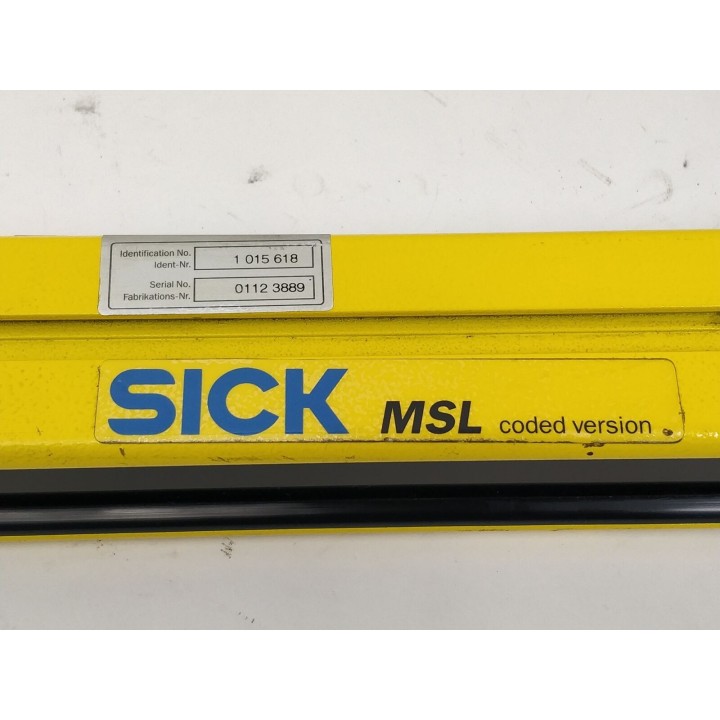 Identification No.
Ident-Nr.
1 015 618
Serial No.
Fabrikations-Nr.
0112 3889
SICK MSL coded version